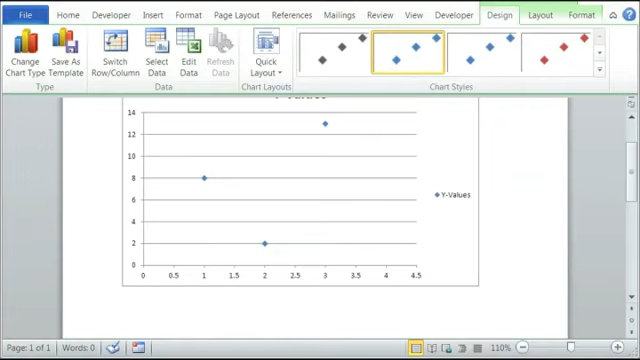 File Home Developer Insert Format Page Layout References Mailings Review View Developer Design Layout Format
Change Chart Type
Save As Template
Switch Row/Column
Select Data
Edit Data
Refresh Data
Quick Layout
Type Data Chart Layouts Chart Styles
14
12
10
8
6
4
2
0
Y-Values
0 0.5 1 1.5 2 2.5 3 3.5 4 4.5
Page: 1 of 1 Words: 0 110%